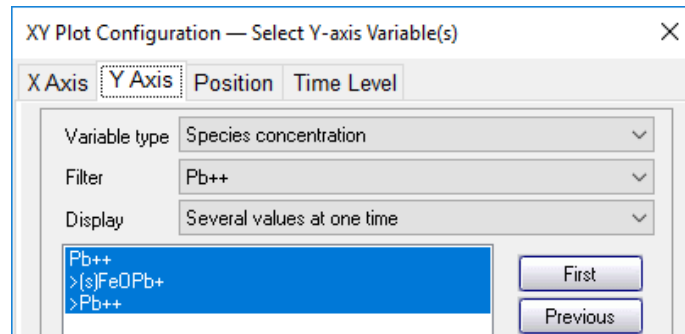 XY Plot Configuration — Select Y-axis Variable(s)
X Axis Y Axis Position Time Level
Variable type Species concentration
Filter Pb++
Display Several values at one time
Pb++
>(s)FeOPb+
>Pb++
First
Previous